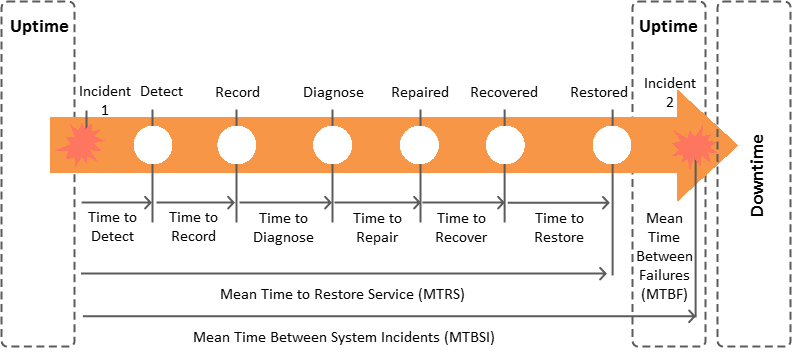 Uptime
Uptime
Incident
1
Detect
Record
Diagnose
Repaired
Recovered
Restored
Incident
2
Downtime
Time to
Detect
Time to
Record
Time to
Diagnose
Time to
Repair
Time to
Recover
Time to
Restore
Mean
Time
Between
Failures
(MTBF)
Mean Time to Restore Service (MTRS)
Mean Time Between System Incidents (MTBSI)